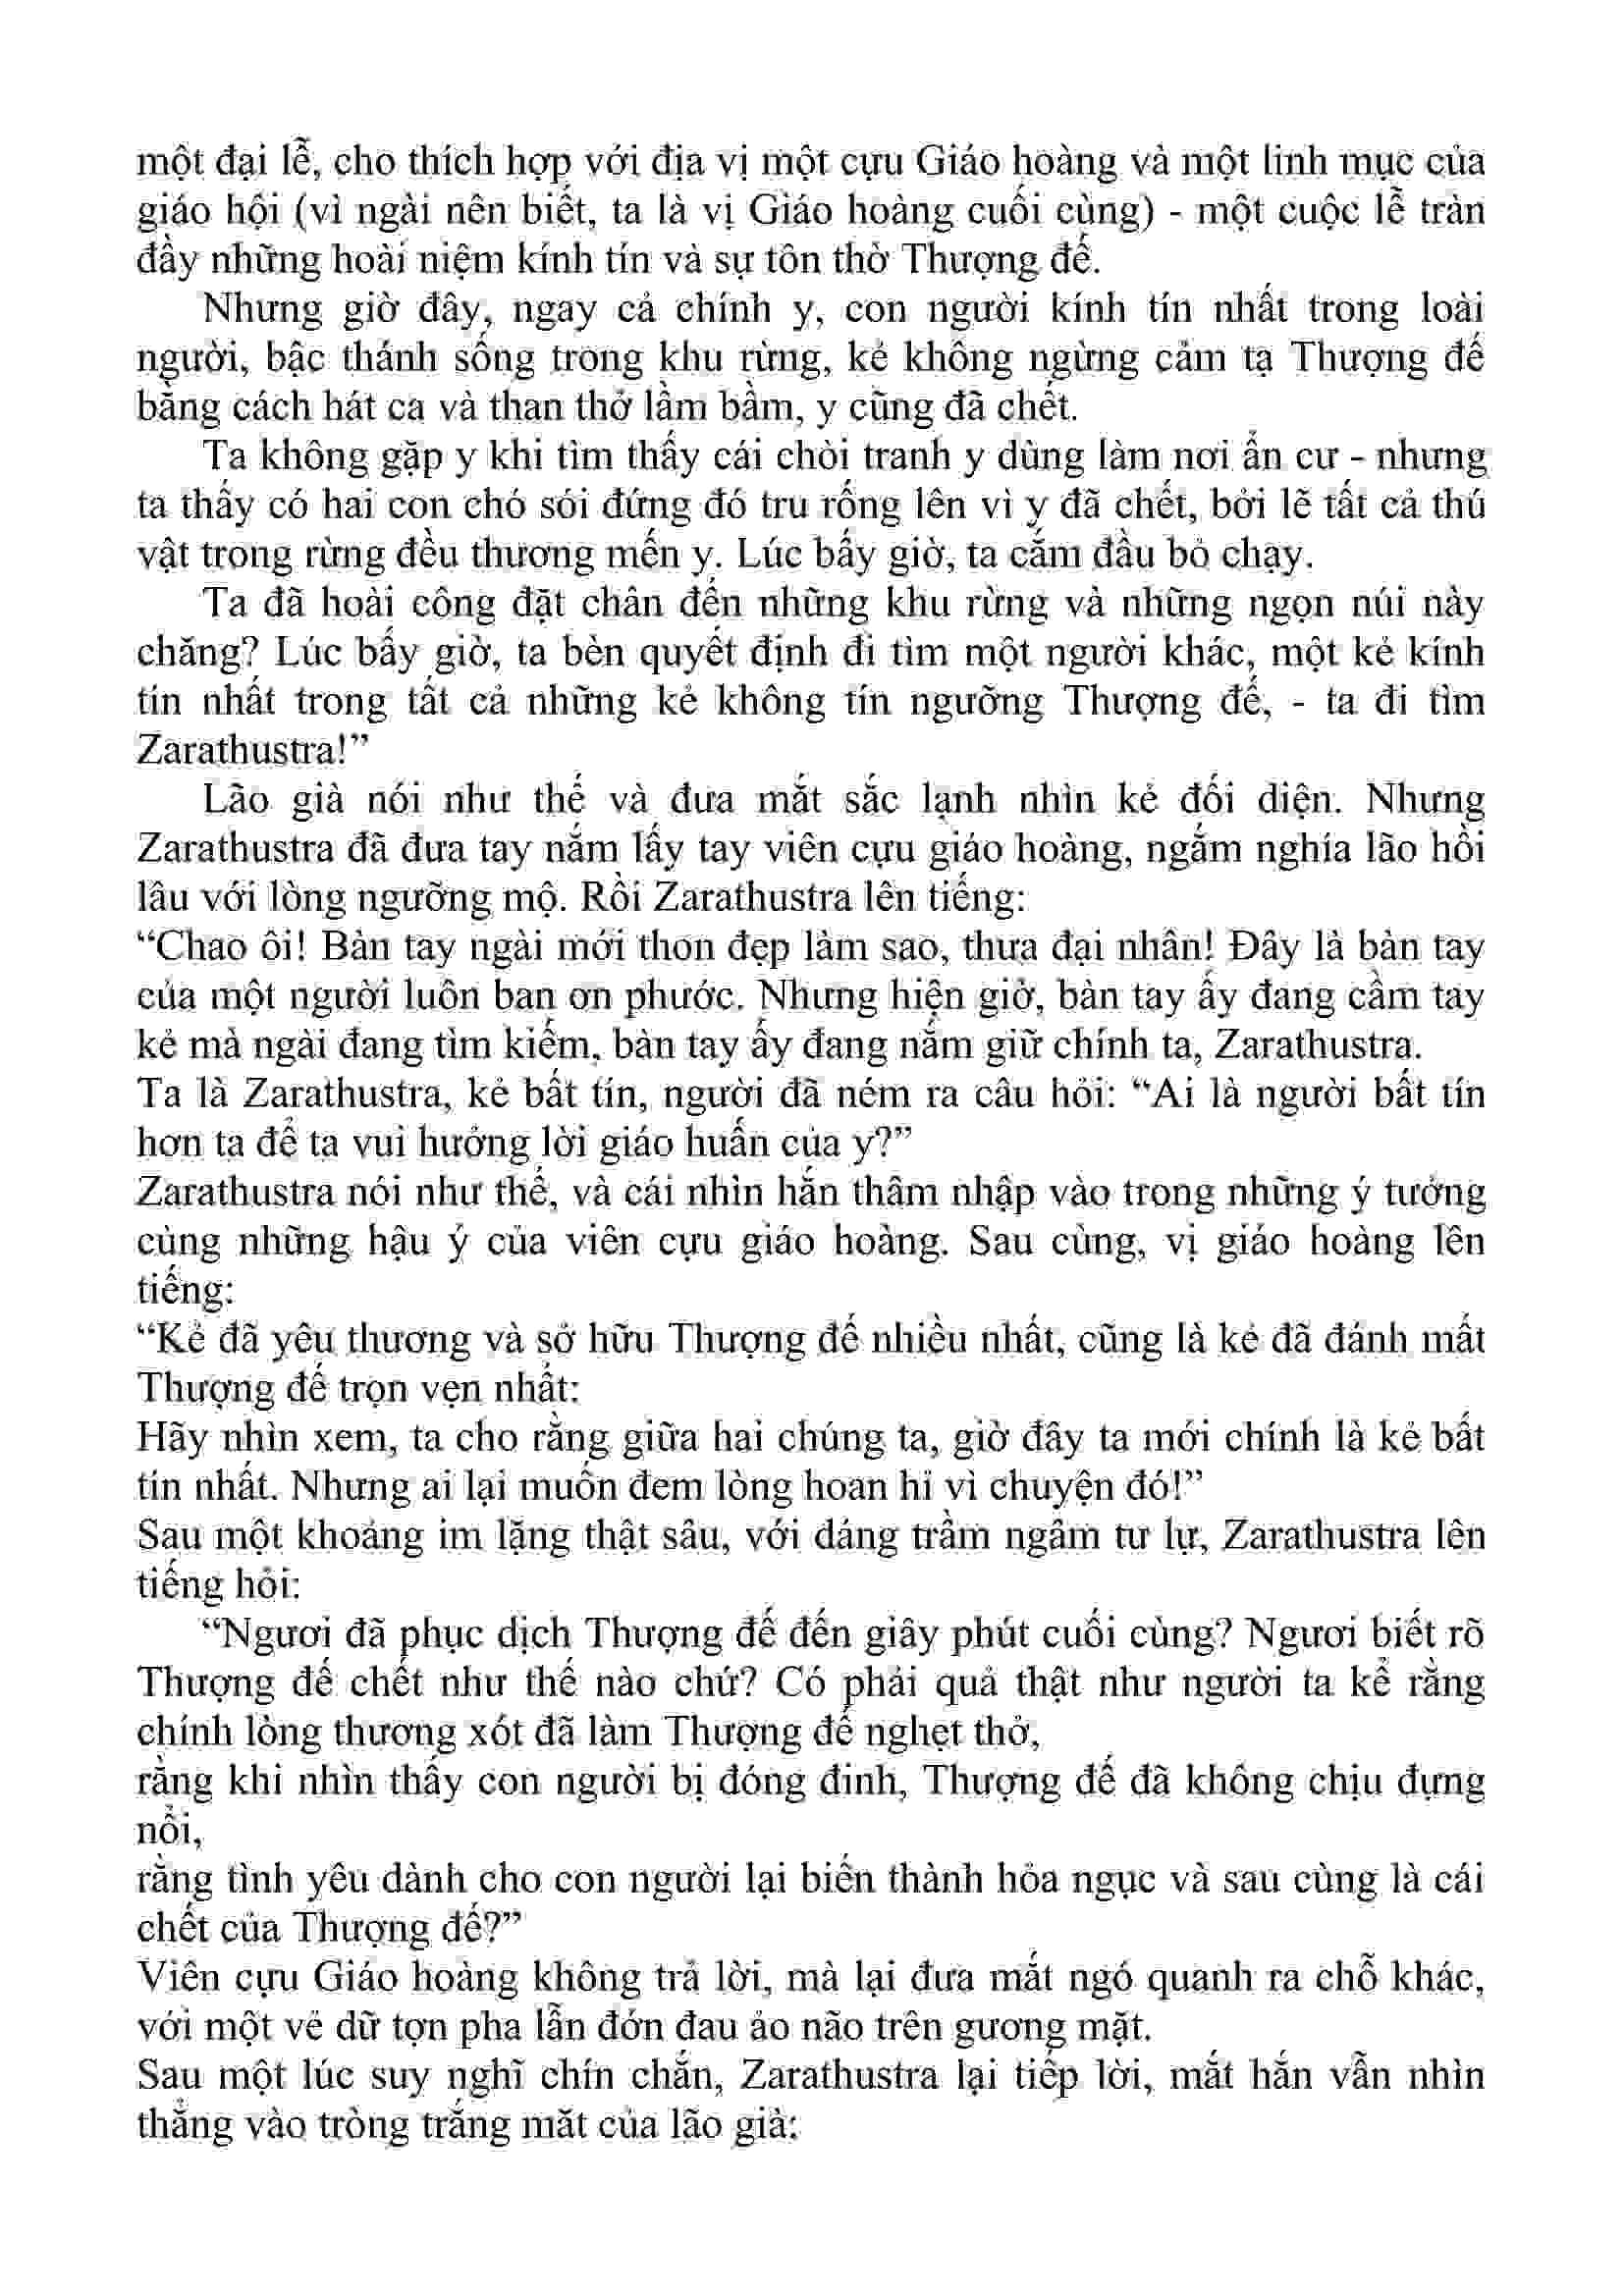 một đại lễ, cho thích hợp với địa vị một cựu Giáo hoàng và một linh mục của
giáo hội (vì ngài nên biết, ta là vị Giáo hoàng cuối cùng) - một cuộc lễ tràn
đầy những hoài niệm kính tín và sự tôn thờ Thượng đế.
Nhưng giờ đây, ngay cả chính y, con người kính tín nhất trong loài
người, bậc thánh sống trong khu rừng, kẻ không ngừng cảm tạ Thượng đế
bằng cách hát ca và than thở lầm bầm, y cũng đã chết.
Ta không gặp y khi tìm thấy cái chòi tranh y dùng làm nơi ẩn cư - nhưng
ta thấy có hai con chó sói đứng đó tru rống lên vì y đã chết, bởi lẽ tất cả thú
vật trong rừng đều thương mến y. Lúc bấy giờ, ta cắm đầu bỏ chạy.
Ta đã hoài công đặt chân đến những khu rừng và những ngọn núi này
chăng? Lúc bấy giờ, ta bèn quyết định đi tìm một người khác, một kẻ kính
tín nhất trong tất cả những kẻ không tín ngưỡng Thượng đế, - ta đi tìm
Zarathustra!”
Lão già nói như thế và đưa mắt sắc lạnh nhìn kẻ đối diện. Nhưng
Zarathustra đã đưa tay nắm lấy tay viên cựu giáo hoàng, ngắm nghía lão hồi
lâu với lòng ngưỡng mộ. Rồi Zarathustra lên tiếng:
“Chao ôi! Bàn tay ngài mới thon đẹp làm sao, thưa đại nhân! Đây là bàn tay
của một người luôn ban ơn phước. Nhưng hiện giờ, bàn tay ấy đang cầm tay
kẻ mà ngài đang tìm kiếm, bàn tay ấy đang nắm giữ chính ta, Zarathustra.
Ta là Zarathustra, kẻ bất tín, người đã ném ra câu hỏi: “Ai là người bất tín
hơn ta để ta vui hưởng lời giáo huấn của y?”
Zarathustra nói như thế, và cái nhìn hắn thâm nhập vào trong những ý tưởng
cùng những hậu ý của viên cựu giáo hoàng. Sau cùng, vị giáo hoàng lên
tiếng:
“Kẻ đã yêu thương và sở hữu Thượng đế nhiều nhất, cũng là kẻ đã đánh mất
Thượng đế trọn vẹn nhất:
Hãy nhìn xem, ta cho rằng giữa hai chúng ta, giờ đây ta mới chính là kẻ bất
tín nhất. Nhưng ai lại muốn đem lòng hoan hỉ vì chuyện đó!”
Sau một khoảng im lặng thật sâu, với dáng trầm ngâm tư lự, Zarathustra lên
tiếng hỏi:
“Ngươi đã phục dịch Thượng đế đến giây phút cuối cùng? Ngươi biết rõ
Thượng đế chết như thế nào chứ? Có phải quả thật như người ta kể rằng
chính lòng thương xót đã làm Thượng đế nghẹt thở,
rằng khi nhìn thấy con người bị đóng đinh, Thượng đế đã không chịu đựng
nổi,
rằng tình yêu dành cho con người lại biến thành hỏa ngục và sau cùng là cái
chết của Thượng đế?”
Viên cựu Giáo hoàng không trả lời, mà lại đưa mắt ngó quanh ra chỗ khác,
với một vẻ dữ tợn pha lẫn đớn đau ảo não trên gương mặt.
Sau một lúc suy nghĩ chín chắn, Zarathustra lại tiếp lời, mắt hắn vẫn nhìn
thẳng vào tròng trắng mắt của lão già: